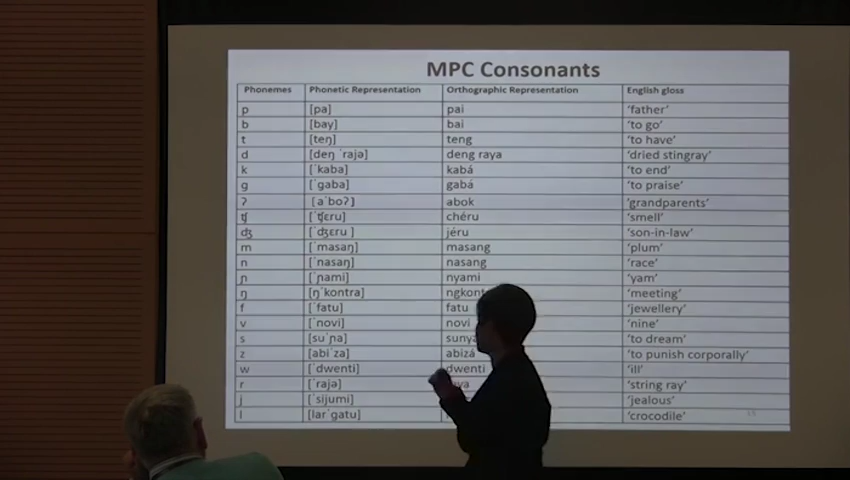 MPC Consonants
Phonemes Phonetic Representation Orthographic Representation English gloss
p [pa] pai ‘father’
b [bay] bai ‘to go’
t [teŋ] teng ‘to have’
d [deŋ ˈrajə] deng raya ‘dried stingray’
k [ˈkaba] kabá ‘to end’
g [ˈgaba] gabá ‘to praise’
ʔ [aˈboʔ] abok ‘grandparents’
ʧ [ˈʧɛru] chéru ‘smell’
ʤ [ˈʤɛru ] jéru ‘son-in-law’
m [ˈmasaŋ] masang ‘plum’
n [ˈnasaŋ] nasang ‘race’
ɲ [ˈɲami] nyami ‘yam’
ŋ [ŋˈkontra] ‘meeting’
f [ˈfatu] fatu ‘jewellery’
v [ˈnovi] novi ‘nine’
s [suˈɲa] ‘to dream’
z [abiˈza] abizá ‘to punish corporally’
w [ˈdwenti] dwenti ‘ill’
r [ˈrajə] ‘string ray’
j [ˈsijumi] ‘jealous’
l [larˈgatu] ‘crocodile’